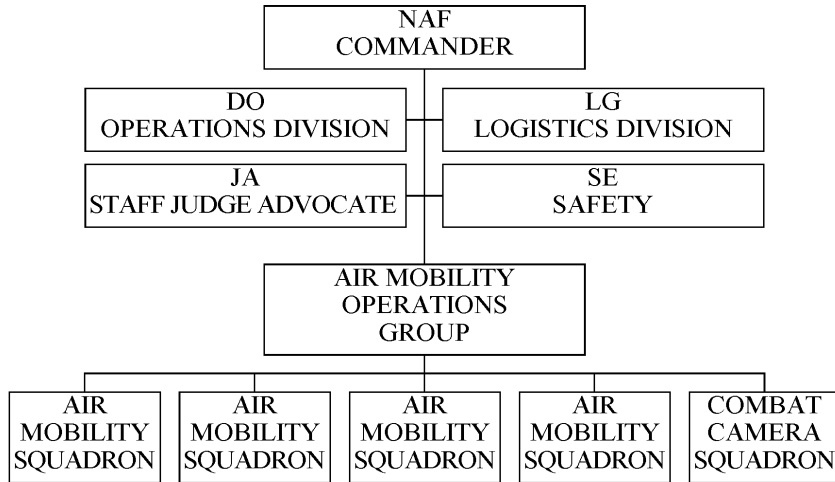 NAF
COMMANDER
DO
OPERATIONS DIVISION
LG
LOGISTICS DIVISION
JA
STAFF JUDGE ADVOCATE
SE
SAFETY
AIR MOBILITY
OPERATIONS
GROUP
AIR
MOBILITY
SQUADRON
AIR
MOBILITY
SQUADRON
AIR
MOBILITY
SQUADRON
AIR
MOBILITY
SQUADRON
COMBAT
CAMERA
SQUADRON